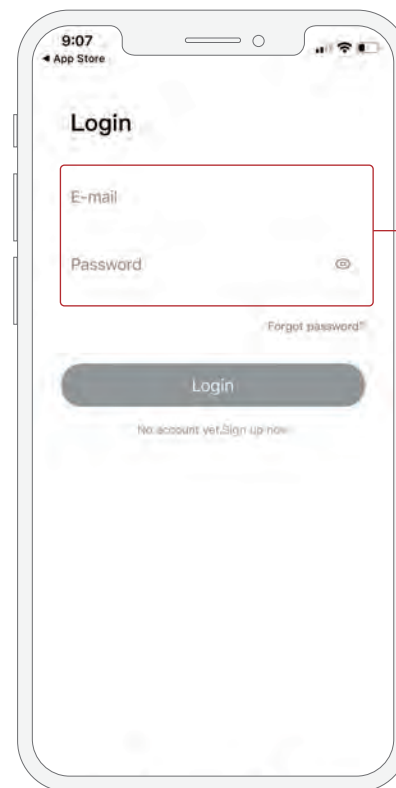 9:07
◀ App Store
Login
E-mail
Password
Forgot password?
Login
No account yet.Sign up now